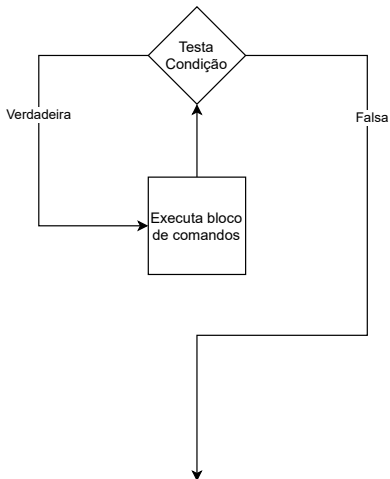 Testa
Condição
Verdadeira
Falsa
Executa bloco
de comandos